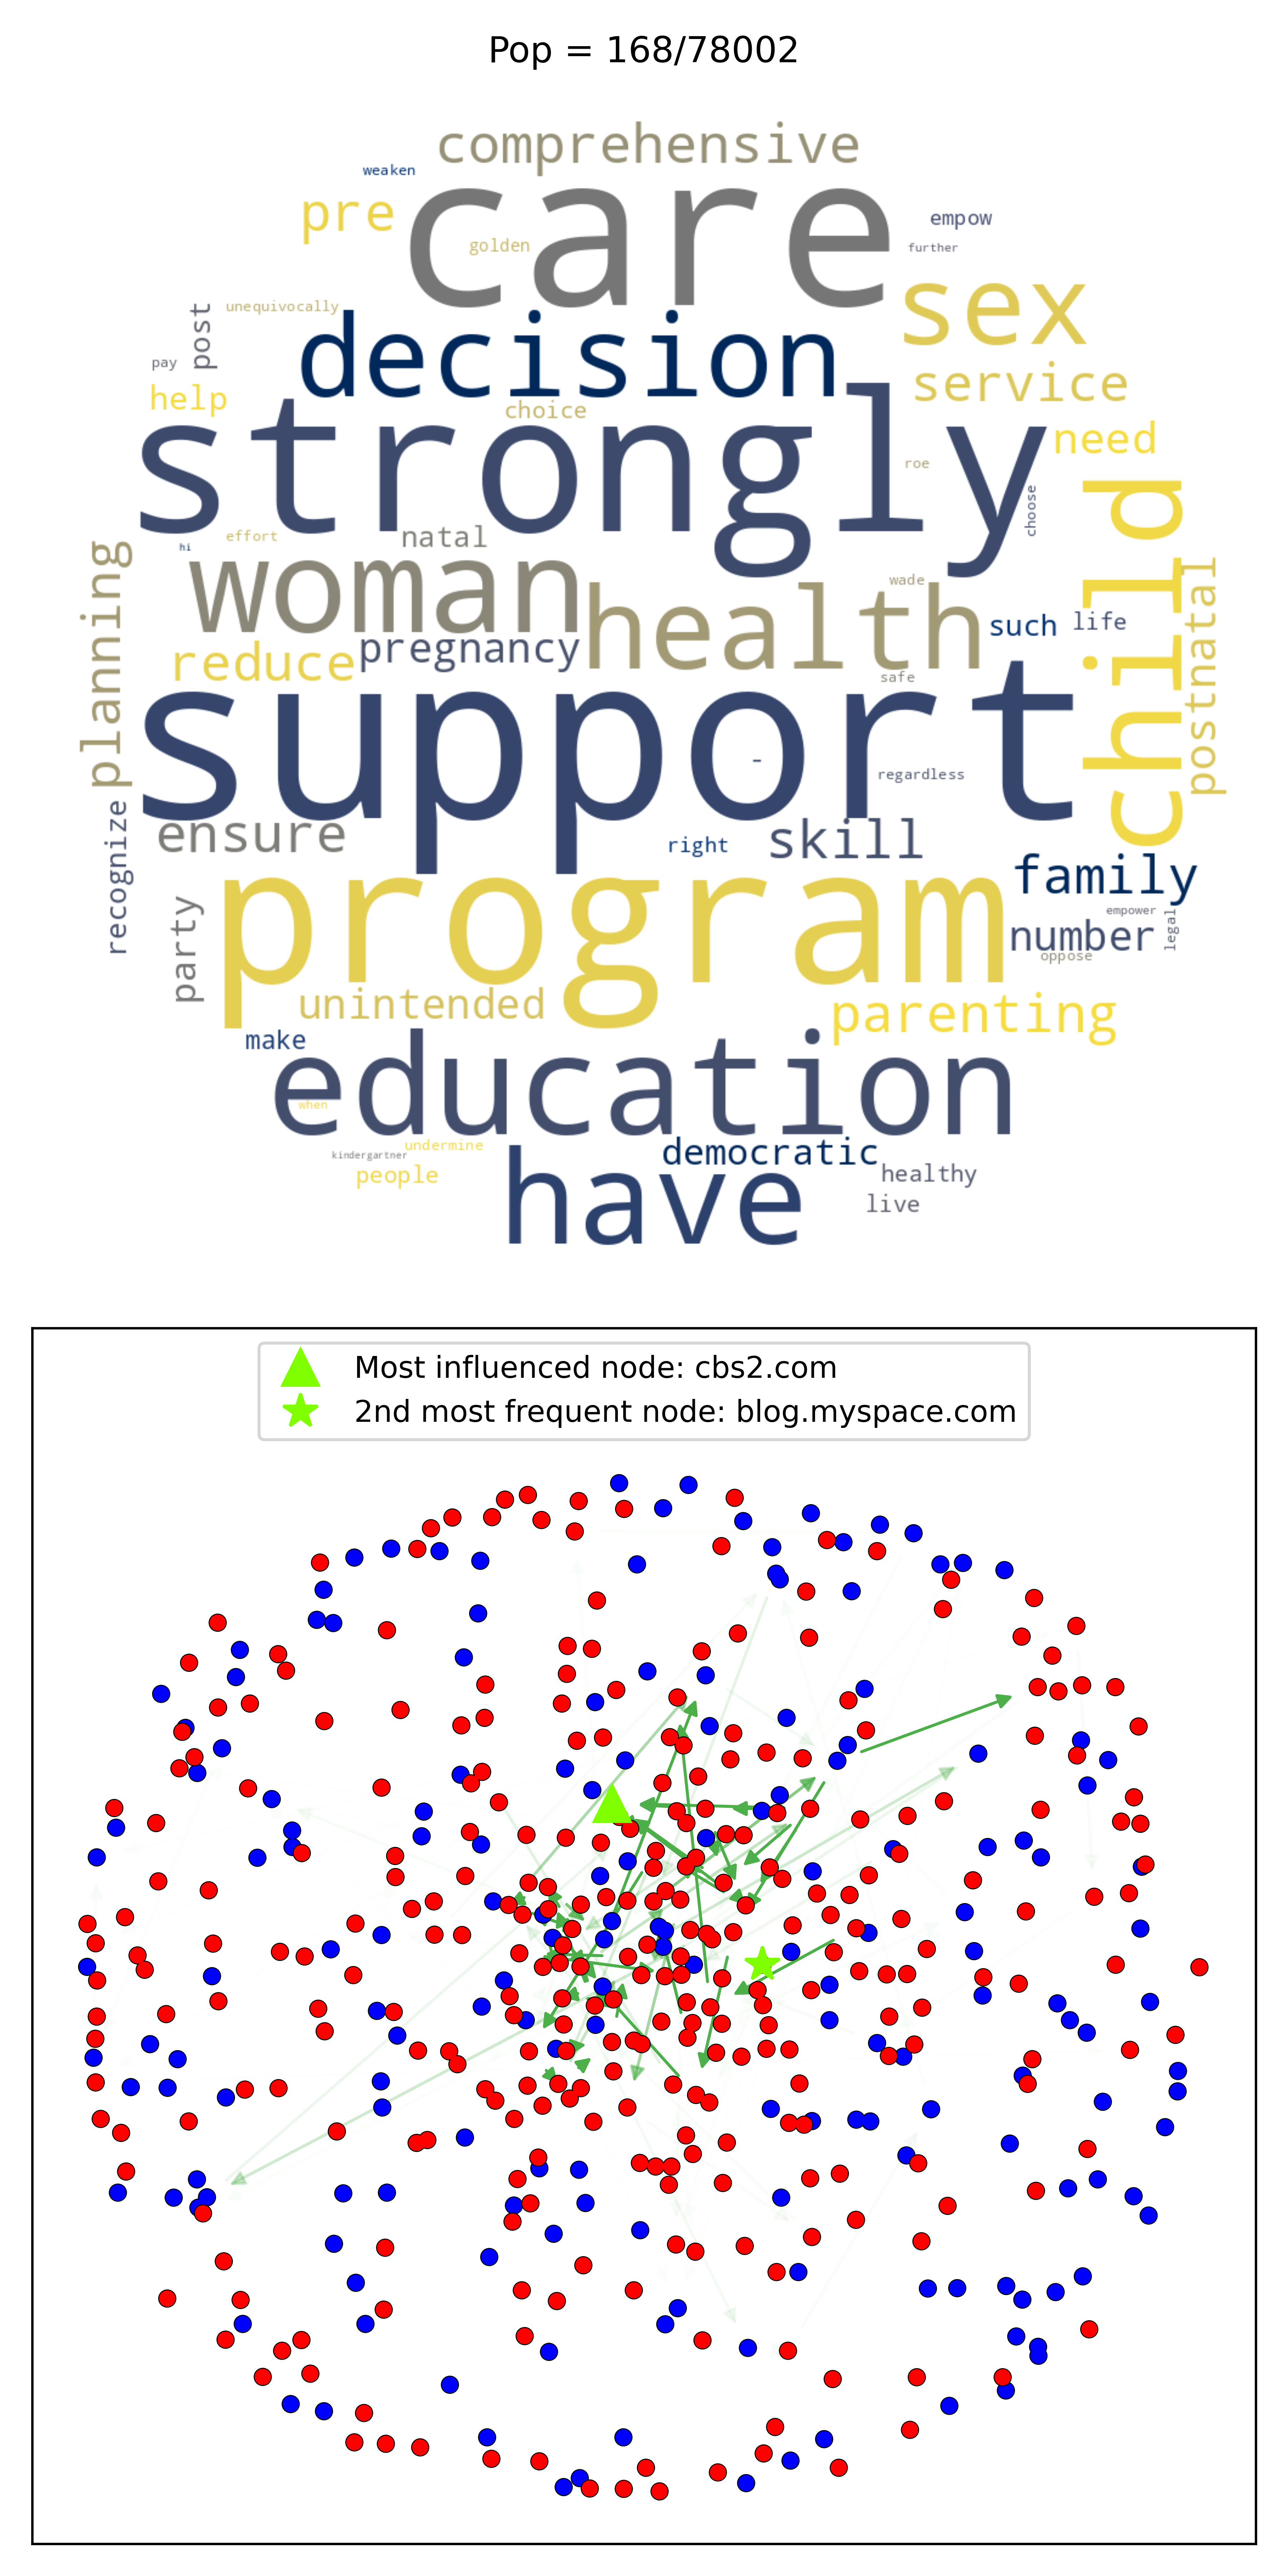 Pop = 168/78002
comprehensive
weaken
care
pre
empow
golden
further
sex
unequivocally
post
decision
pay
service
help
choice
strongly
need
roe
child
choose
effort
natal
hi
planning
woman
wade
health
postnatal
such
life
reduce
pregnancy
safe
support
-
regardless
recognize
ensure
right
skill
family
program
party
number
empower
legal
oppose
unintended
parenting
make
education
when
democratic
undermine
kindergartner
people
have
healthy
live
Most influenced node: cbs2.com
2nd most frequent node: blog.myspace.com